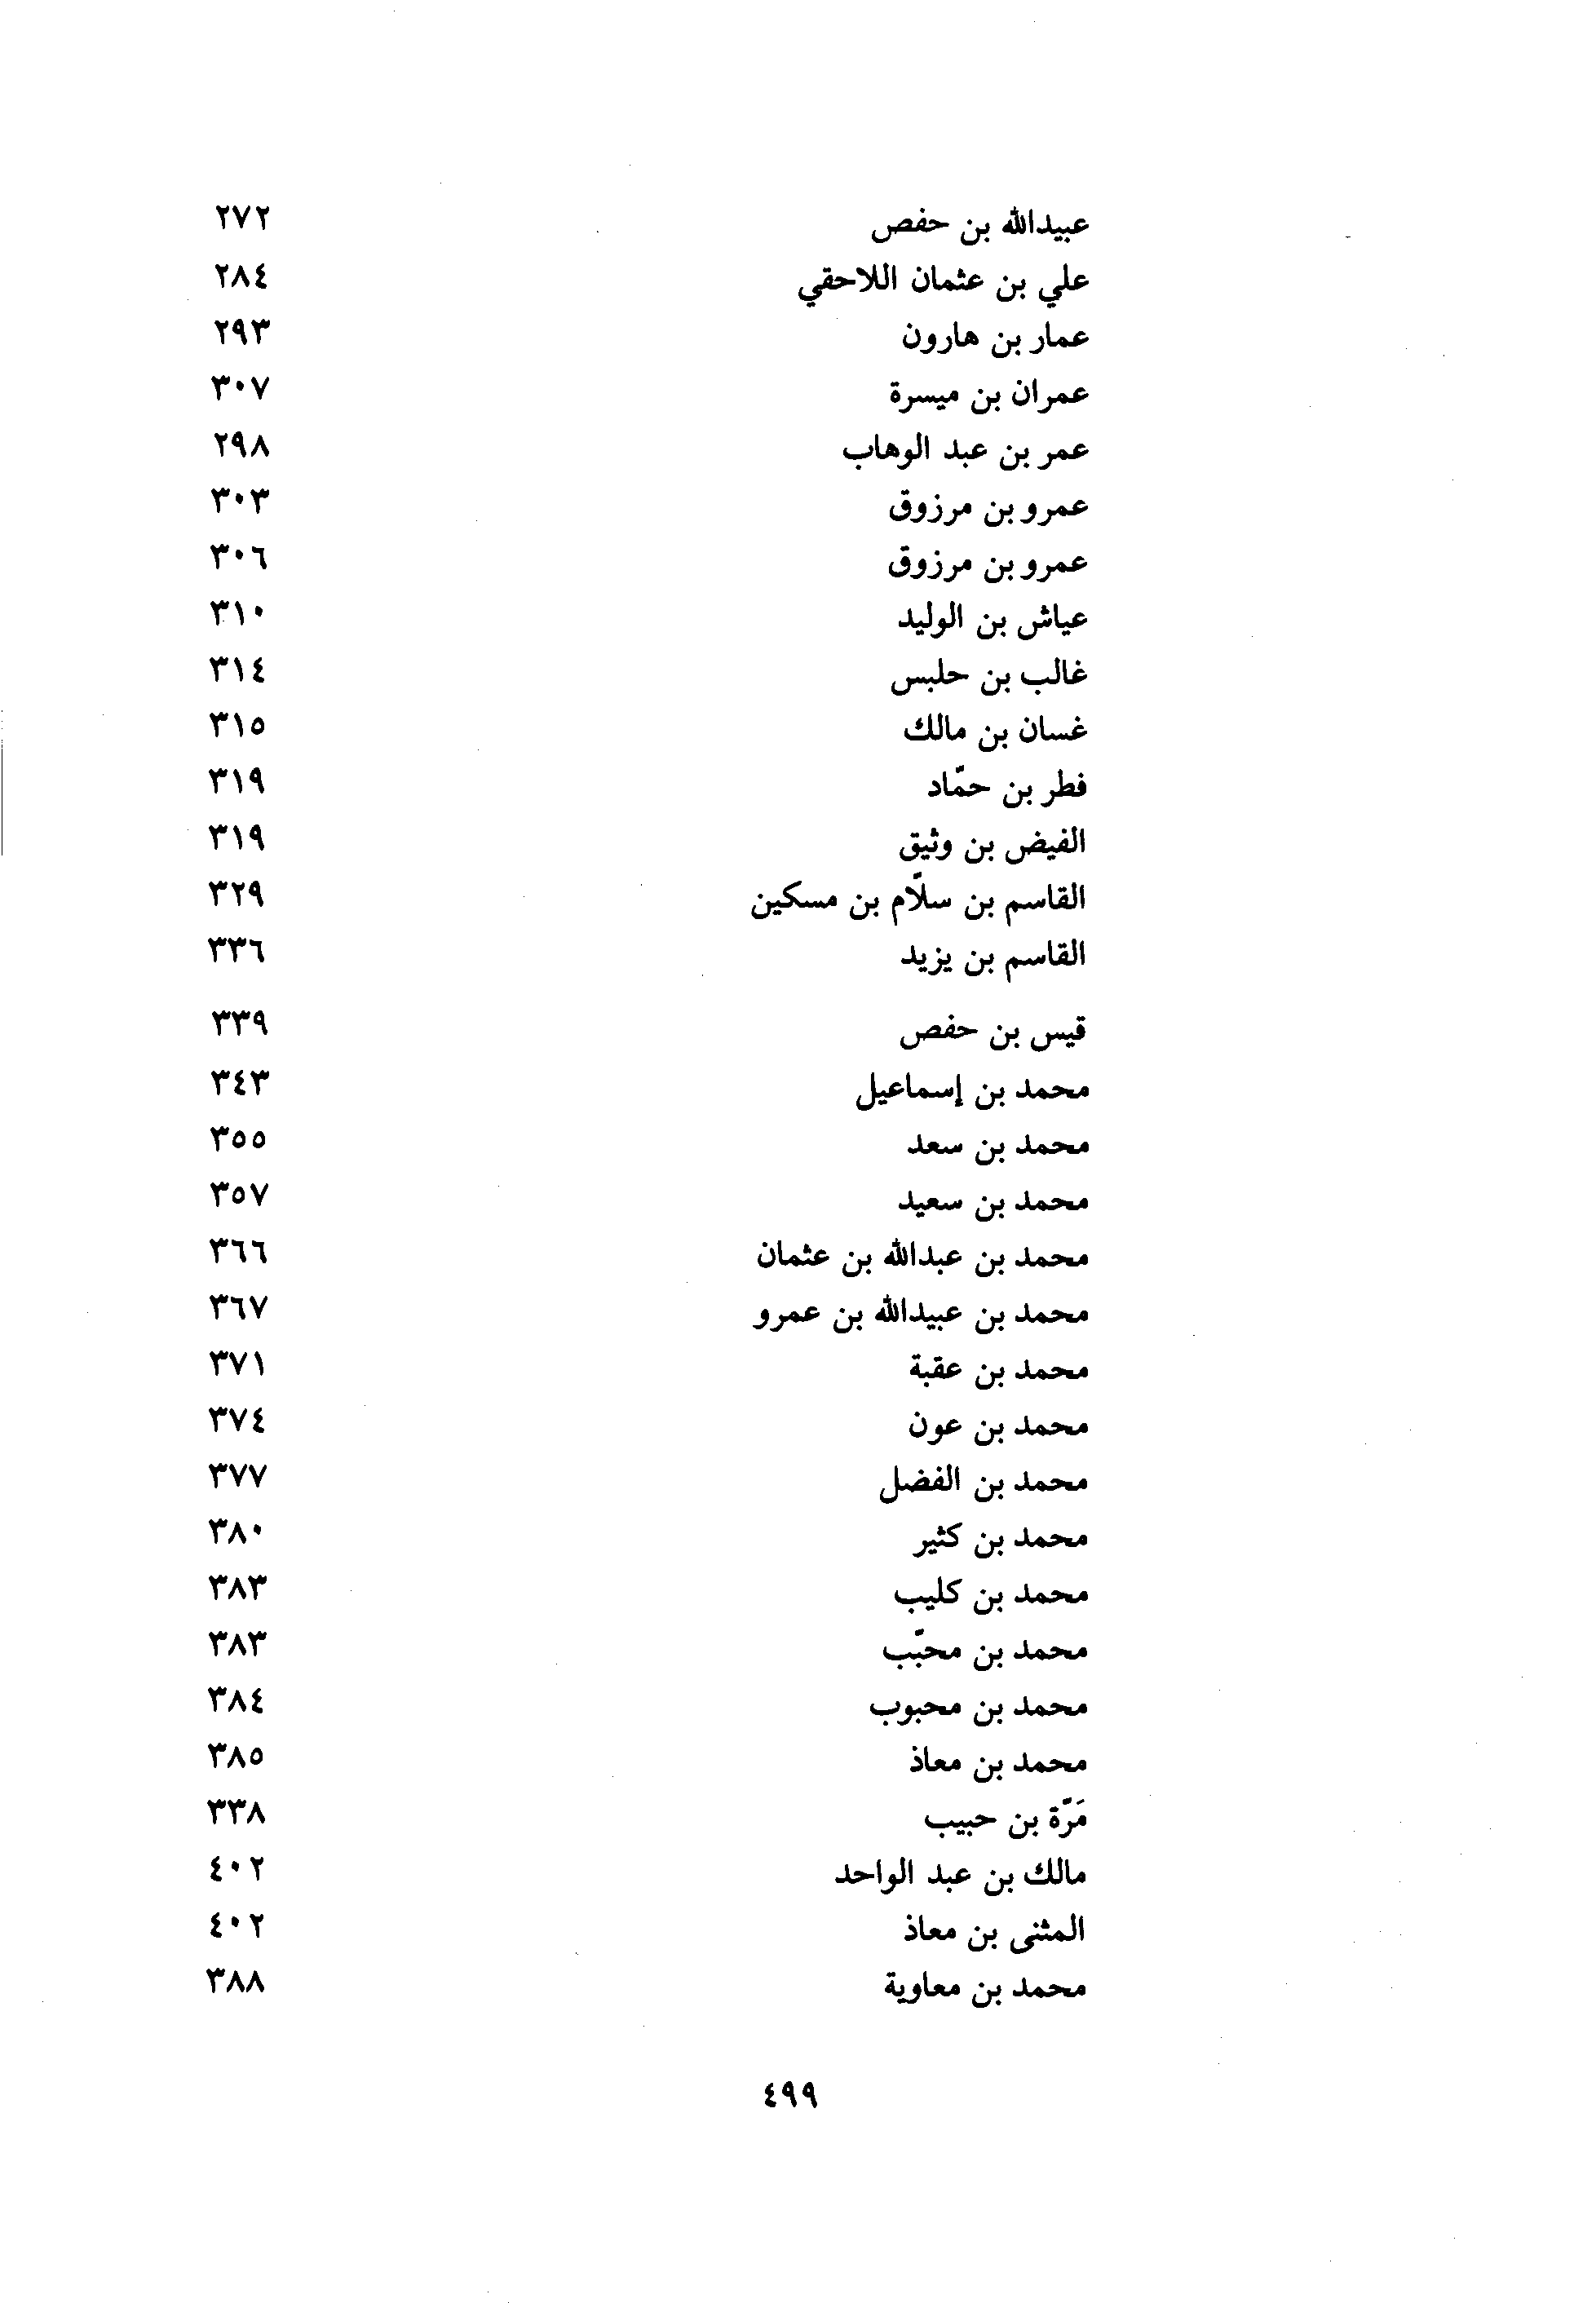 عبيدالله بن حفص ٢٧٢
علي بن عثمان اللاحقي ٢٨٤
عمار بن هارون ٢٩٣
عمران بن ميسرة ٣٠٧
عمر بن عبد الوهاب ٢٩٨
عمرو بن مرزوق ٣٠٣
عمرو بن مرزوق ٣٠٦
عياش بن الوليد ٣١٠
غالب بن حلبس ٣١٤
غسان بن مالك ٣١٥
فطر بن حمّاد ٣١٩
الفيض بن وثيق ٣١٩
القاسم بن سلّام بن مسكين ٣٢٩
القاسم بن يزيد ٣٣٦
قيس بن حفص ٣٣٩
محمد بن إسماعيل ٣٤٣
محمد بن سعد ٣٥٥
محمد بن سعيد ٣٥٧
محمد بن عبدالله بن عثمان ٣٦٦
محمد بن عبيدالله بن عمرو ٣٦٧
محمد بن عقبة ٣٧١
محمد بن عون ٣٧٤
محمد بن الفضل ٣٧٧
محمد بن كثير ٣٨٠
محمد بن كليب ٣٨٣
محمد بن محبّب ٣٨٣
محمد بن محبوب ٣٨٤
محمد بن معاذ ٣٨٥
مَرّة بن حبيب ٣٣٨
مالك بن عبد الواحد ٤٠٢
المثنى بن معاذ ٤٠٢
محمد بن معاوية ٣٨٨
٤٩٩